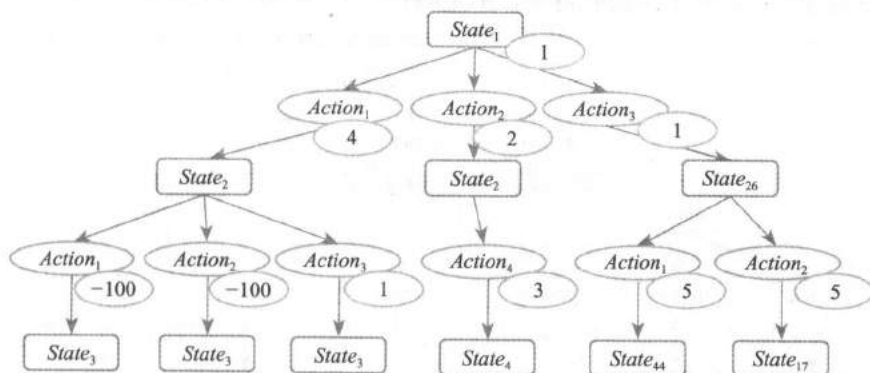 State₁
1
Action₁ Action₂ Action₃
4 2 1
State₂ State₂ State₂₆
Action₁ Action₂ Action₃ Action₄ Action₁ Action₂
−100 −100 1 3 5 5
State₃ State₃ State₃ State₄ State₄₄ State₁₇